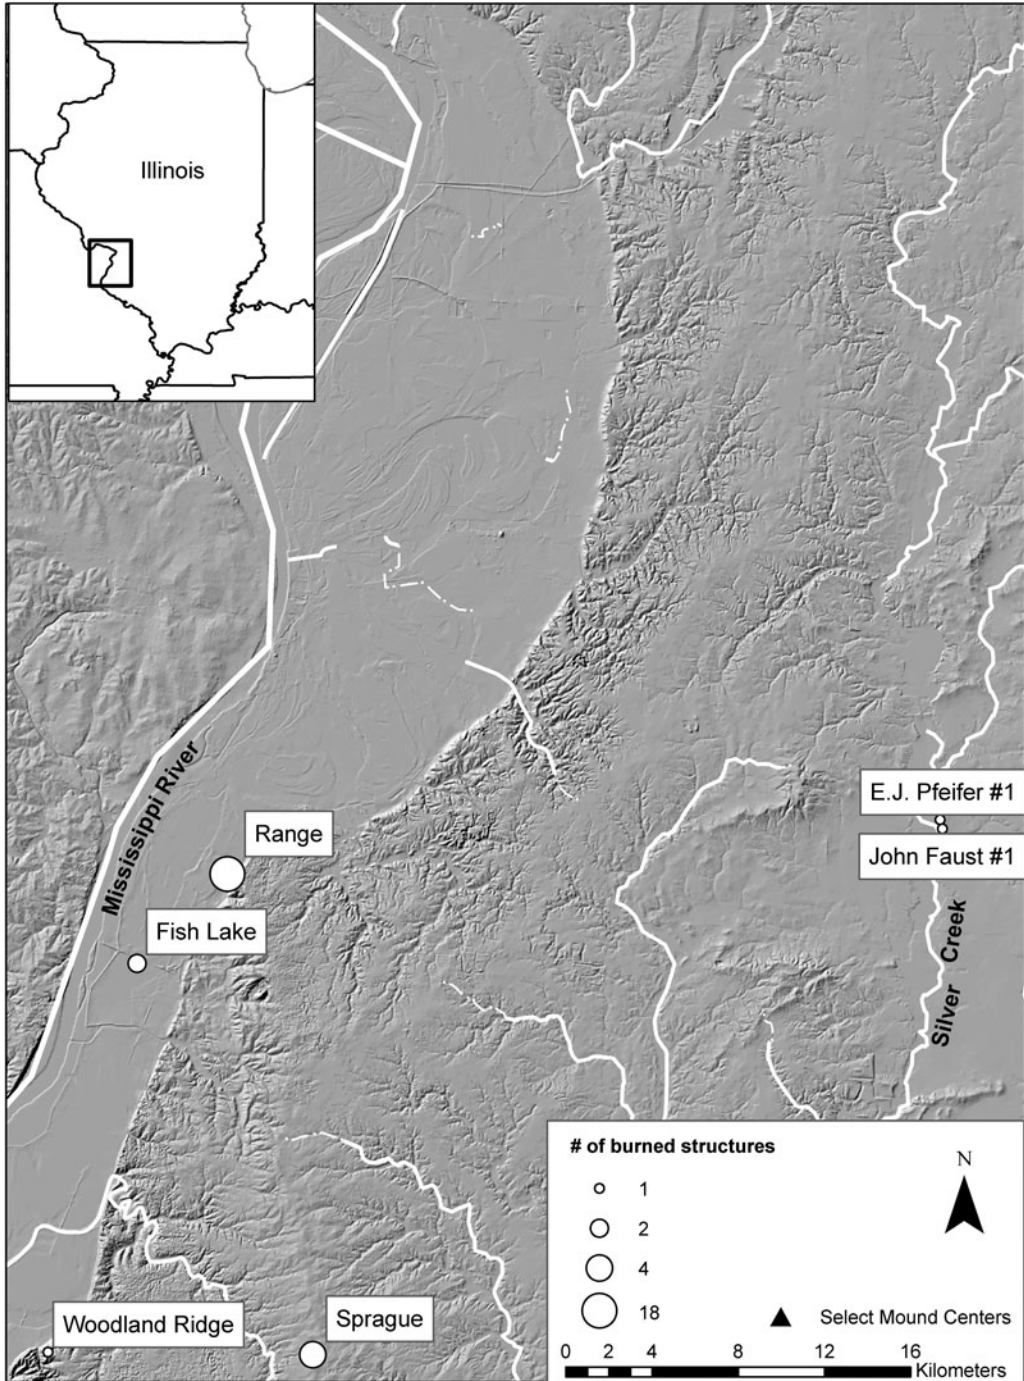 Illinois
Mississippi River
E.J. Pfeifer #1
John Faust #1
Range
Fish Lake
Silver Creek
Woodland Ridge
Sprague
# of burned structures
1
2
4
18
N
Select Mound Centers
0 2 4 8 12 16
Kilometers